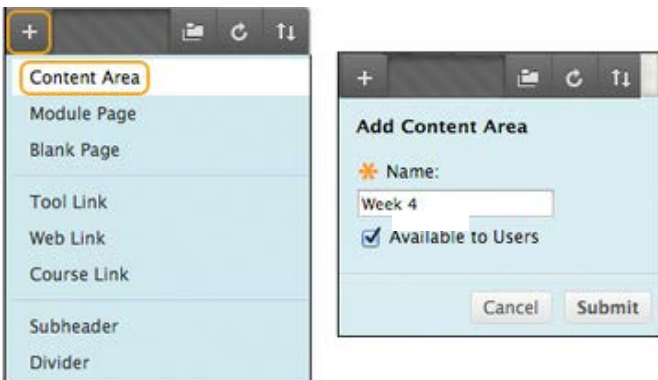 Content Area
Module Page
Blank Page
Tool Link
Web Link
Course Link
Subheader
Divider
Add Content Area
Name:
Week 4
Available to Users
Cancel Submit